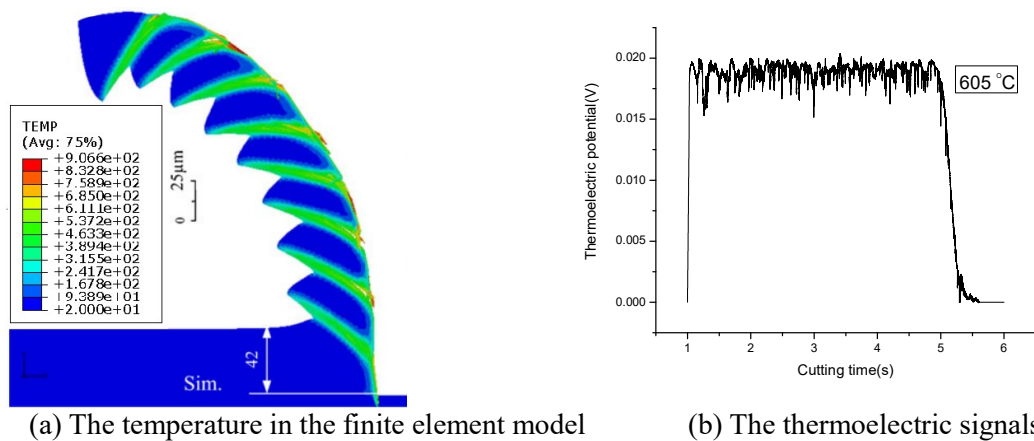 TEMP
(Avg: 75%)
+9.066e+02
+8.328e+02
+7.589e+02
+6.850e+02
+6.111e+02
+5.372e+02
+4.633e+02
+3.894e+02
+3.155e+02
+2.417e+02
+1.678e+02
+9.389e+01
+2.000e+01
0 25μm
42
Sim.
(a) The temperature in the finite element model
Thermoelectric potential(V)
0.020
0.015
0.010
0.005
0.000
605 °C
1 2 3 4 5 6
Cutting time(s)
(b) The thermoelectric signals